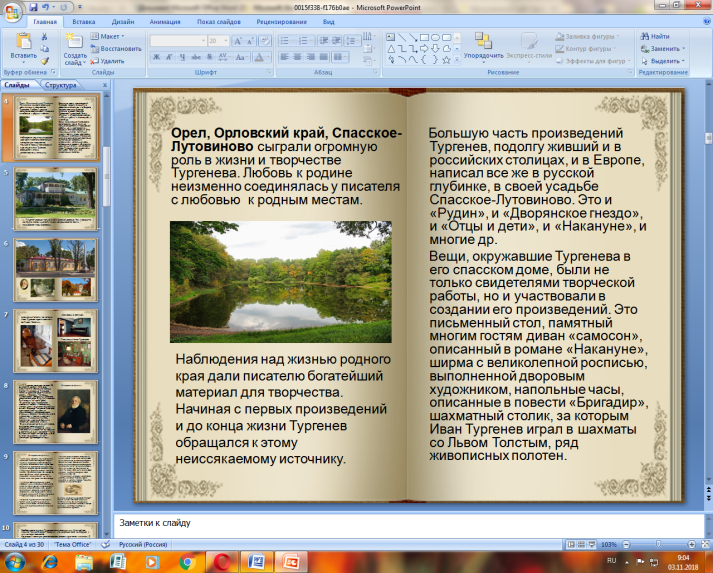 0015f338-f176b0ae - Microsoft PowerPoint
Главная Вставка Дизайн Анимация Показ слайдов Рецензирование Вид
Вставить
Создать слайд
Макет
Восстановить
Удалить
20
Упорядочить
Экспресс-стили
Заливка фигуры
Контур фигуры
Эффекты для фигур
Найти
Заменить
Выделить
Буфер обмена Слайды Шрифт Абзац Рисование Редактирование
Слайды Структура
4
5
6
7
8
9
10
Орел, Орловский край, Спасское-
Лутовиново сыграли огромную
роль в жизни и творчестве
Тургенева. Любовь к родине
неизменно соединялась у писателя
с любовью к родным местам.
Наблюдения над жизнью родного
края дали писателю богатейший
материал для творчества.
Начиная с первых произведений
и до конца жизни Тургенев
обращался к этому
неиссякаемому источнику.
Большую часть произведений
Тургенев, подолгу живший и в
российских столицах, и в Европе,
написал все же в русской
глубинке, в своей усадьбе
Спасское-Лутовиново. Это и
«Рудин», и «Дворянское гнездо»,
и «Отцы и дети», и «Накануне», и
многие др.
Вещи, окружавшие Тургенева в
его спасском доме, были не
только свидетелями творческой
работы, но и участвовали в
создании его произведений. Это
письменный стол, памятный
многим гостям диван «самосон»,
описанный в романе «Накануне»,
ширма с великолепной росписью,
выполненной дворовым
художником, напольные часы,
описанные в повести «Бригадир»,
шахматный столик, за которым
Иван Тургенев играл в шахматы
со Львом Толстым, ряд
живописных полотен.
Заметки к слайду
Слайд 4 из 30 "Тема Office" Русский (Россия) 103%
RU 9:04
03.11.2018